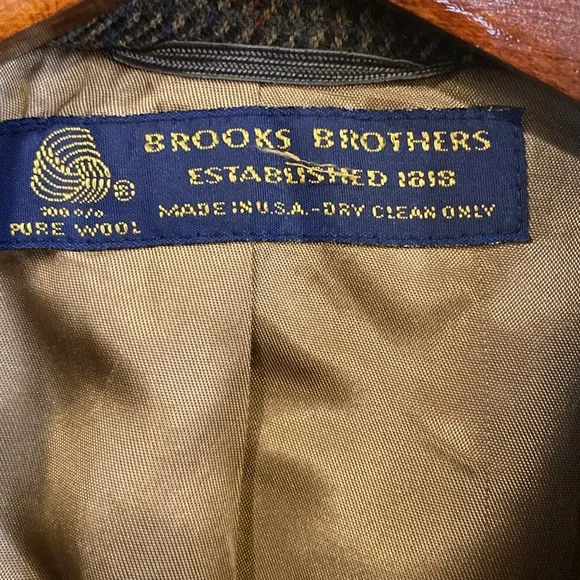 BROOKS BROTHERS
ESTABLISHED 1818
MADE IN U.S.A.-DRY CLEAN ONLY
100%
PURE WOOL